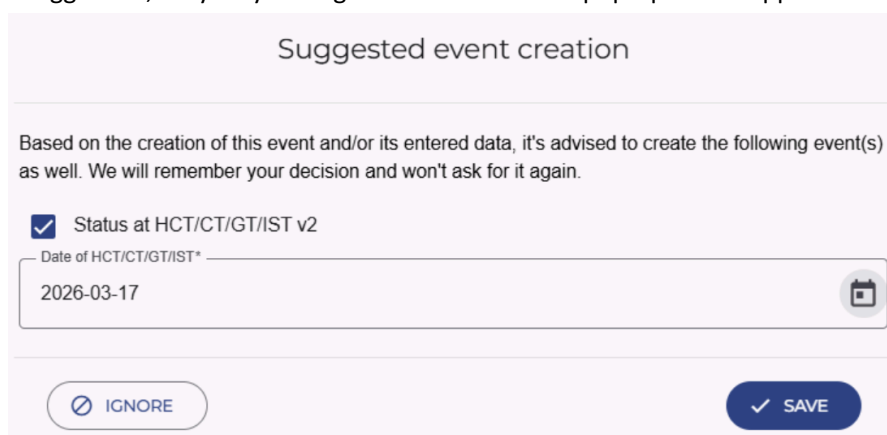 Suggested event creation
Based on the creation of this event and/or its entered data, it's advised to create the following event(s)
as well. We will remember your decision and won't ask for it again.
Status at HCT/CT/GT/IST v2
Date of HCT/CT/GT/IST*
2026-03-17
IGNORE
SAVE